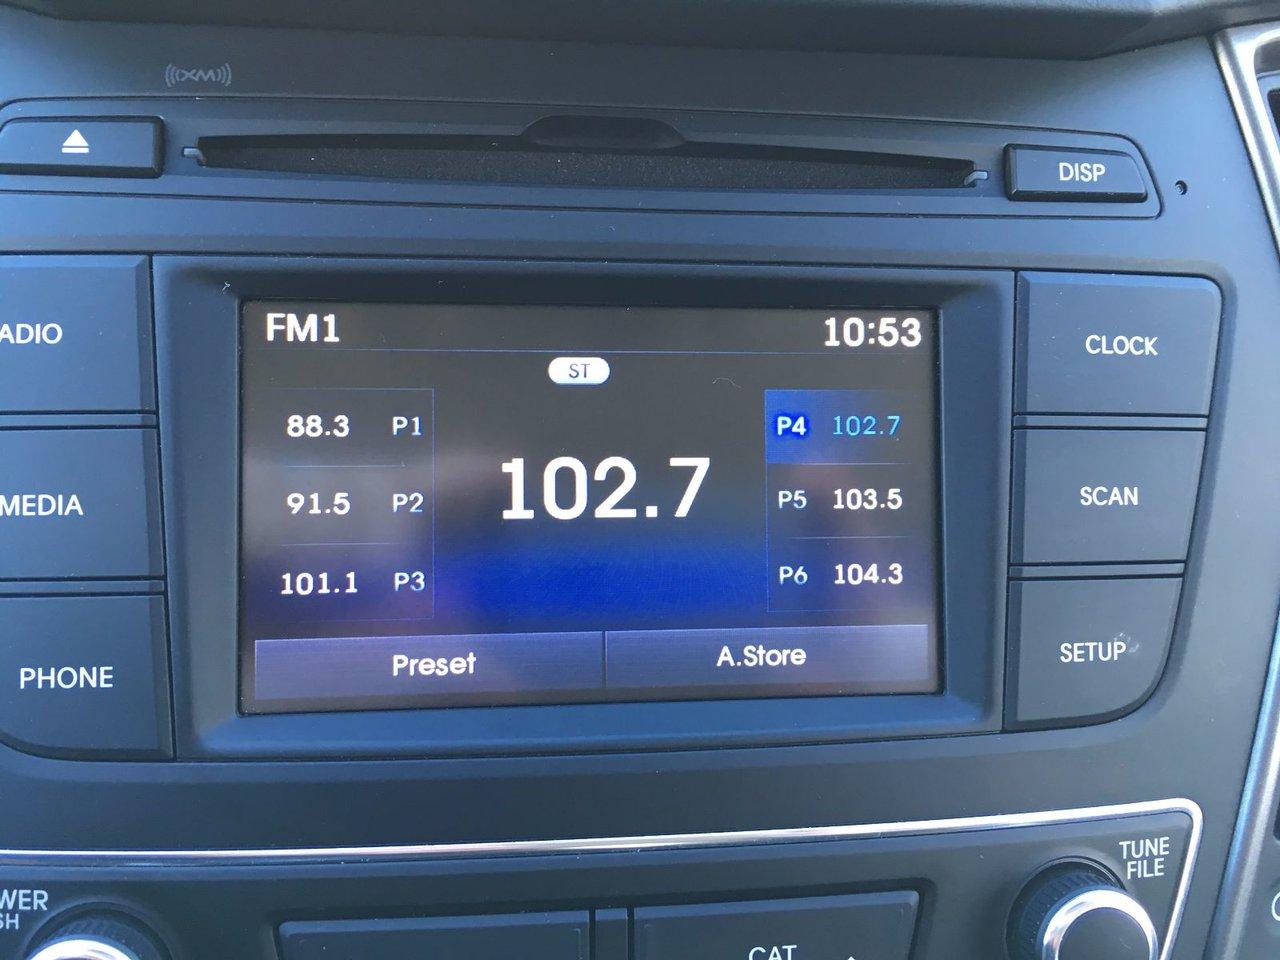 ((XM))
DISP
ADIO
MEDIA
PHONE
FM1
10:53
ST
88.3 P1
91.5 P2
101.1 P3
102.7
P4 102.7
P5 103.5
P6 104.3
Preset
A.Store
CLOCK
SCAN
SETUP
WER
SH
CAT
TUNE
FILE